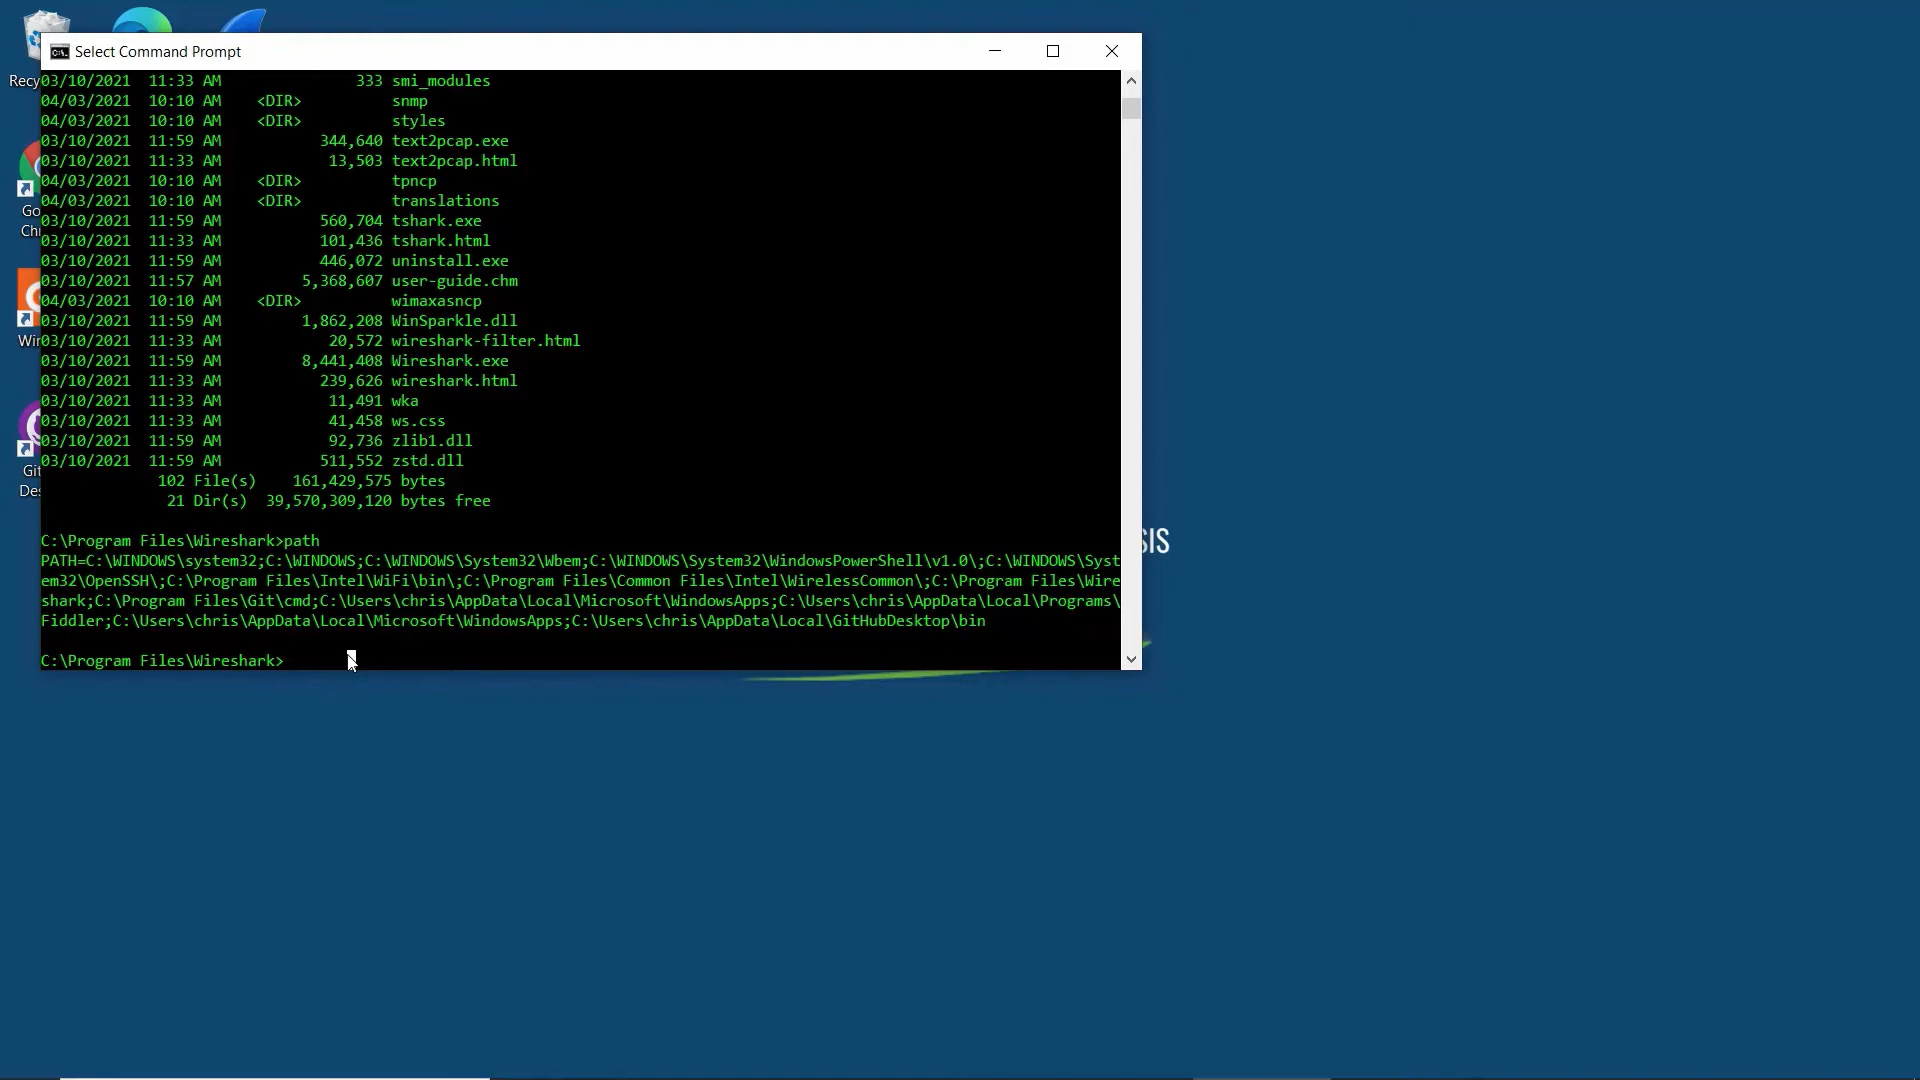 Select Command Prompt
03/10/2021  11:33 AM               333 smi_modules
04/03/2021  10:10 AM    <DIR>          snmp
04/03/2021  10:10 AM    <DIR>          styles
03/10/2021  11:59 AM           344,640 text2pcap.exe
03/10/2021  11:33 AM            13,503 text2pcap.html
04/03/2021  10:10 AM    <DIR>          tpncp
04/03/2021  10:10 AM    <DIR>          translations
03/10/2021  11:59 AM           560,704 tshark.exe
03/10/2021  11:33 AM           101,436 tshark.html
03/10/2021  11:59 AM           446,072 uninstall.exe
03/10/2021  11:57 AM         5,368,607 user-guide.chm
04/03/2021  10:10 AM    <DIR>          wimaxasncp
03/10/2021  11:59 AM         1,862,208 WinSparkle.dll
03/10/2021  11:33 AM            20,572 wireshark-filter.html
03/10/2021  11:59 AM         8,441,408 Wireshark.exe
03/10/2021  11:33 AM           239,626 wireshark.html
03/10/2021  11:33 AM            11,491 wka
03/10/2021  11:33 AM            41,458 ws.css
03/10/2021  11:59 AM            92,736 zlib1.dll
03/10/2021  11:59 AM           511,552 zstd.dll
102 File(s)    161,429,575 bytes
21 Dir(s)  39,570,309,120 bytes free
C:\Program Files\Wireshark>path
PATH=C:\WINDOWS\system32;C:\WINDOWS;C:\WINDOWS\System32\Wbem;C:\WINDOWS\System32\WindowsPowerShell\v1.0\;C:\WINDOWS\Syst
em32\OpenSSH\;C:\Program Files\Intel\WiFi\bin\;C:\Program Files\Common Files\Intel\WirelessCommon\;C:\Program Files\Wire
shark;C:\Program Files\Git\cmd;C:\Users\chris\AppData\Local\Microsoft\WindowsApps;C:\Users\chris\AppData\Local\Programs\
Fiddler;C:\Users\chris\AppData\Local\Microsoft\WindowsApps;C:\Users\chris\AppData\Local\GitHubDesktop\bin
C:\Program Files\Wireshark>
Recy
Go
Chr
Wir
Git
Des
SIS